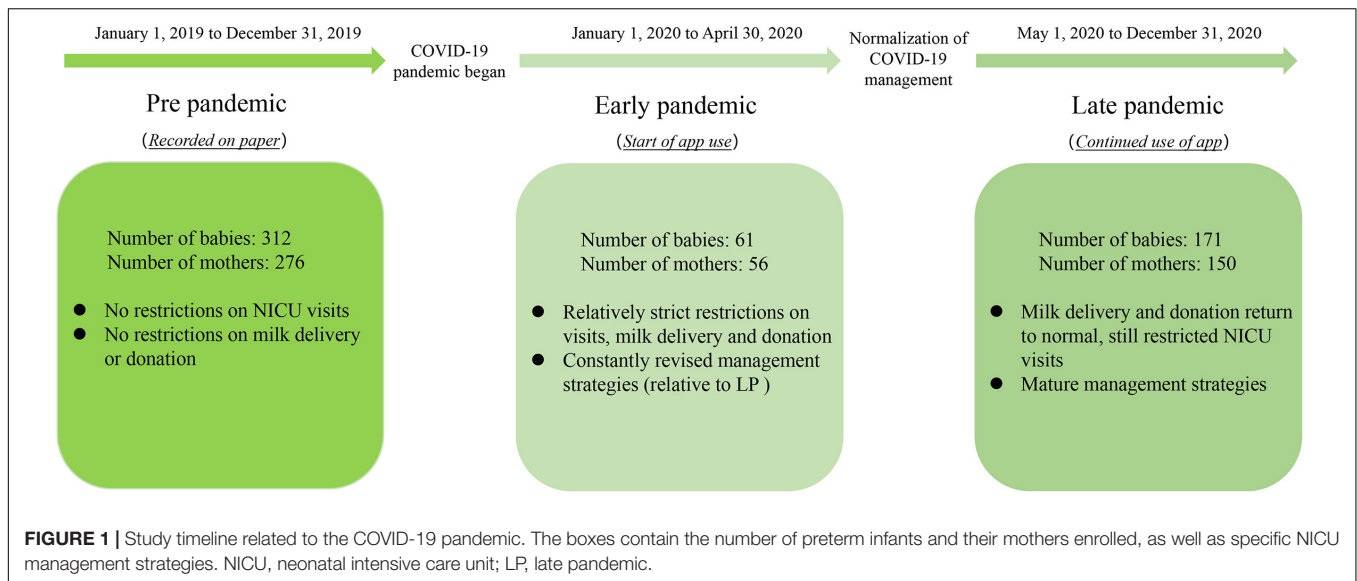 January 1, 2019 to December 31, 2019
COVID-19
pandemic began
January 1, 2020 to April 30, 2020
Normalization of
COVID-19
management
May 1, 2020 to December 31, 2020
Pre pandemic
(Recorded on paper)
Early pandemic
(Start of app use)
Late pandemic
(Continued use of app)
Number of babies: 312
Number of mothers: 276
● No restrictions on NICU visits
● No restrictions on milk delivery
or donation
Number of babies: 61
Number of mothers: 56
● Relatively strict restrictions on
visits, milk delivery and donation
● Constantly revised management
strategies (relative to LP )
Number of babies: 171
Number of mothers: 150
● Milk delivery and donation return
to normal, still restricted NICU
visits
● Mature management strategies
FIGURE 1 | Study timeline related to the COVID-19 pandemic. The boxes contain the number of preterm infants and their mothers enrolled, as well as specific NICU
management strategies. NICU, neonatal intensive care unit; LP, late pandemic.